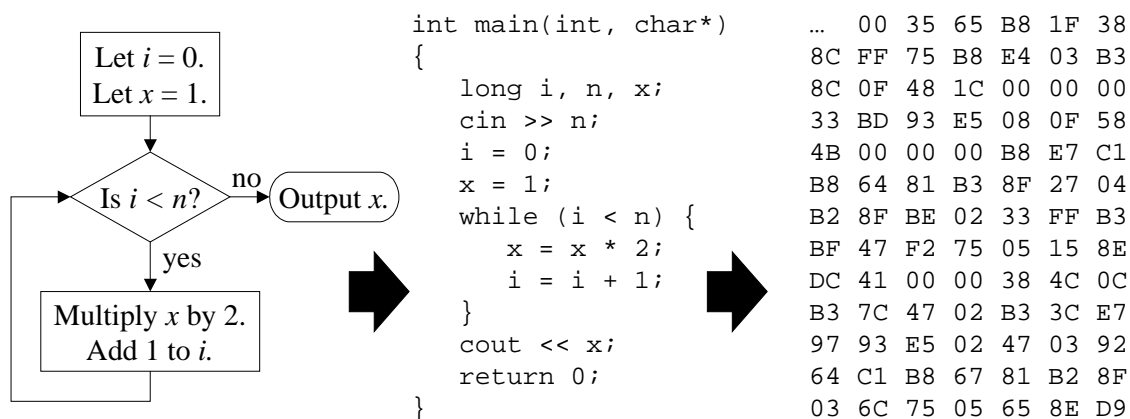 Let i = 0.
Let x = 1.
Is i < n?
no
Output x.
yes
Multiply x by 2.
Add 1 to i.
int main(int, char*)
{
long i, n, x;
cin >> n;
i = 0;
x = 1;
while (i < n) {
x = x * 2;
i = i + 1;
}
cout << x;
return 0;
}
… 00 35 65 B8 1F 38
8C FF 75 B8 E4 03 B3
8C 0F 48 1C 00 00 00
33 BD 93 E5 08 0F 58
4B 00 00 00 B8 E7 C1
B8 64 81 B3 8F 27 04
B2 8F BE 02 33 FF B3
BF 47 F2 75 05 15 8E
DC 41 00 00 38 4C 0C
B3 7C 47 02 B3 3C E7
97 93 E5 02 47 03 92
64 C1 B8 67 81 B2 8F
03 6C 75 05 65 8E D9